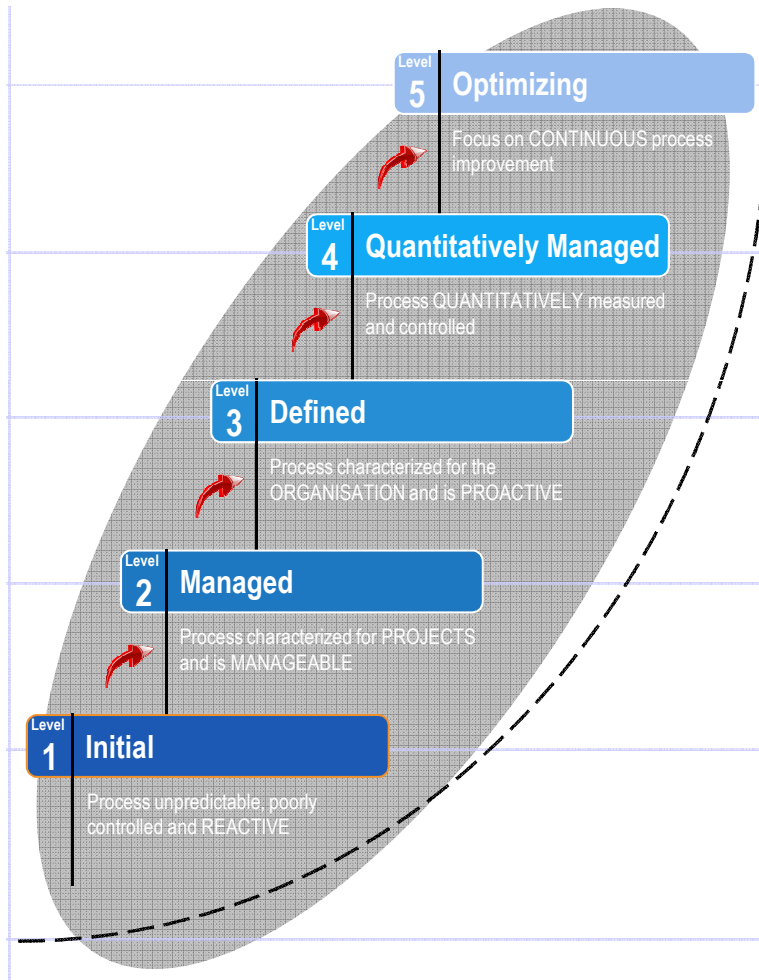 Level
5
Optimizing
Focus on CONTINUOUS process
improvement
Level
4
Quantitatively Managed
Process QUANTITATIVELY measured
and controlled
Level
3
Defined
Process characterized for the
ORGANISATION and is PROACTIVE
Level
2
Managed
Process characterized for PROJECTS
and is MANAGEABLE
Level
1
Initial
Process unpredictable, poorly
controlled and REACTIVE